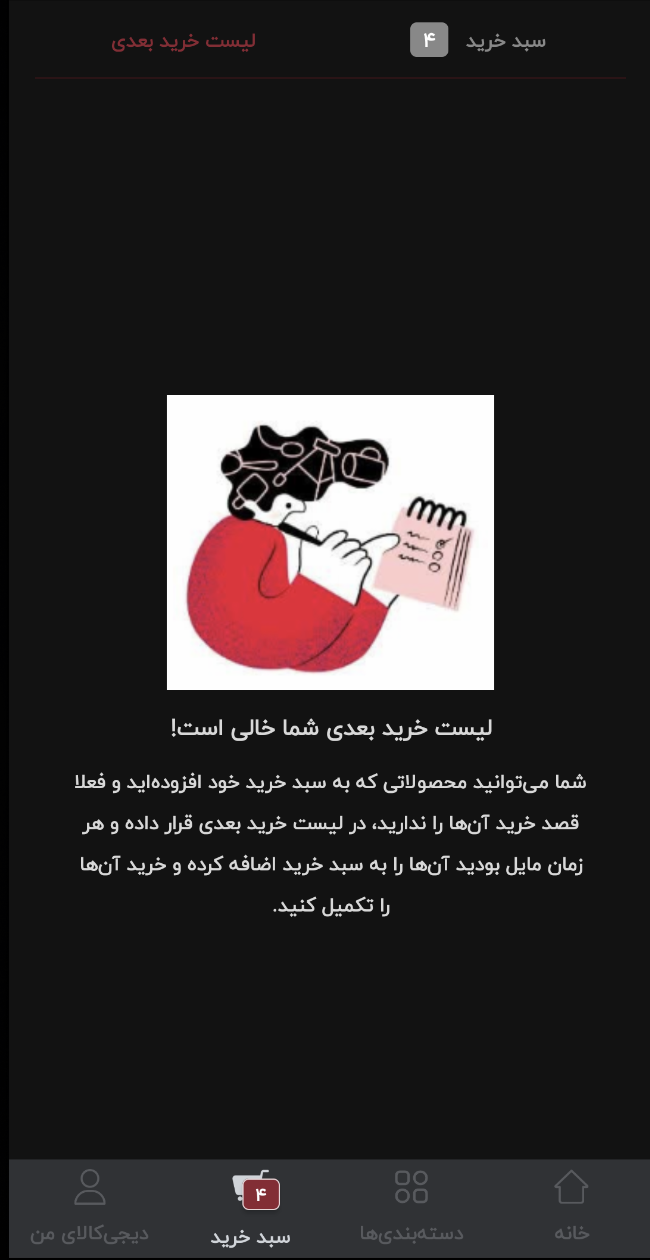 سبد خرید ۴
لیست خرید بعدی
لیست خرید بعدی شما خالی است!
شما می‌توانید محصولاتی که به سبد خرید خود افزوده‌اید و فعلا
قصد خرید آن‌ها را ندارید، در لیست خرید بعدی قرار داده و هر
زمان مایل بودید آن‌ها را به سبد خرید اضافه کرده و خرید آن‌ها
را تکمیل کنید.
خانه
دسته‌بندی‌ها
۴
سبد خرید
دیجی‌کالای من